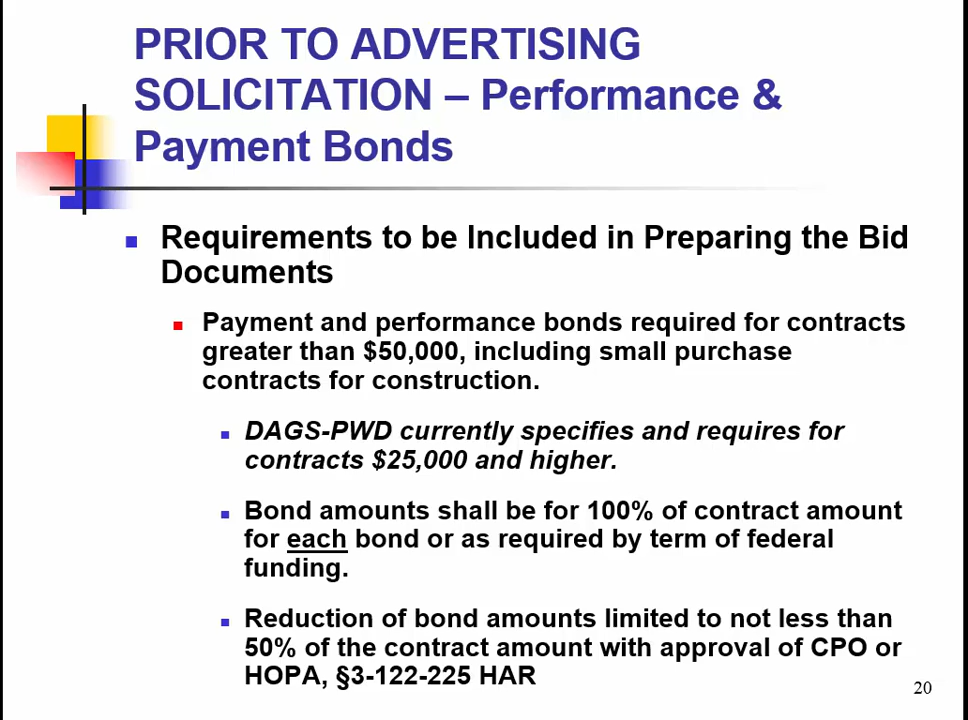 PRIOR TO ADVERTISING
SOLICITATION – Performance &
Payment Bonds
Requirements to be Included in Preparing the Bid
Documents
Payment and performance bonds required for contracts
greater than $50,000, including small purchase
contracts for construction.
DAGS-PWD currently specifies and requires for
contracts $25,000 and higher.
Bond amounts shall be for 100% of contract amount
for each bond or as required by term of federal
funding.
Reduction of bond amounts limited to not less than
50% of the contract amount with approval of CPO or
HOPA, §3-122-225 HAR
20